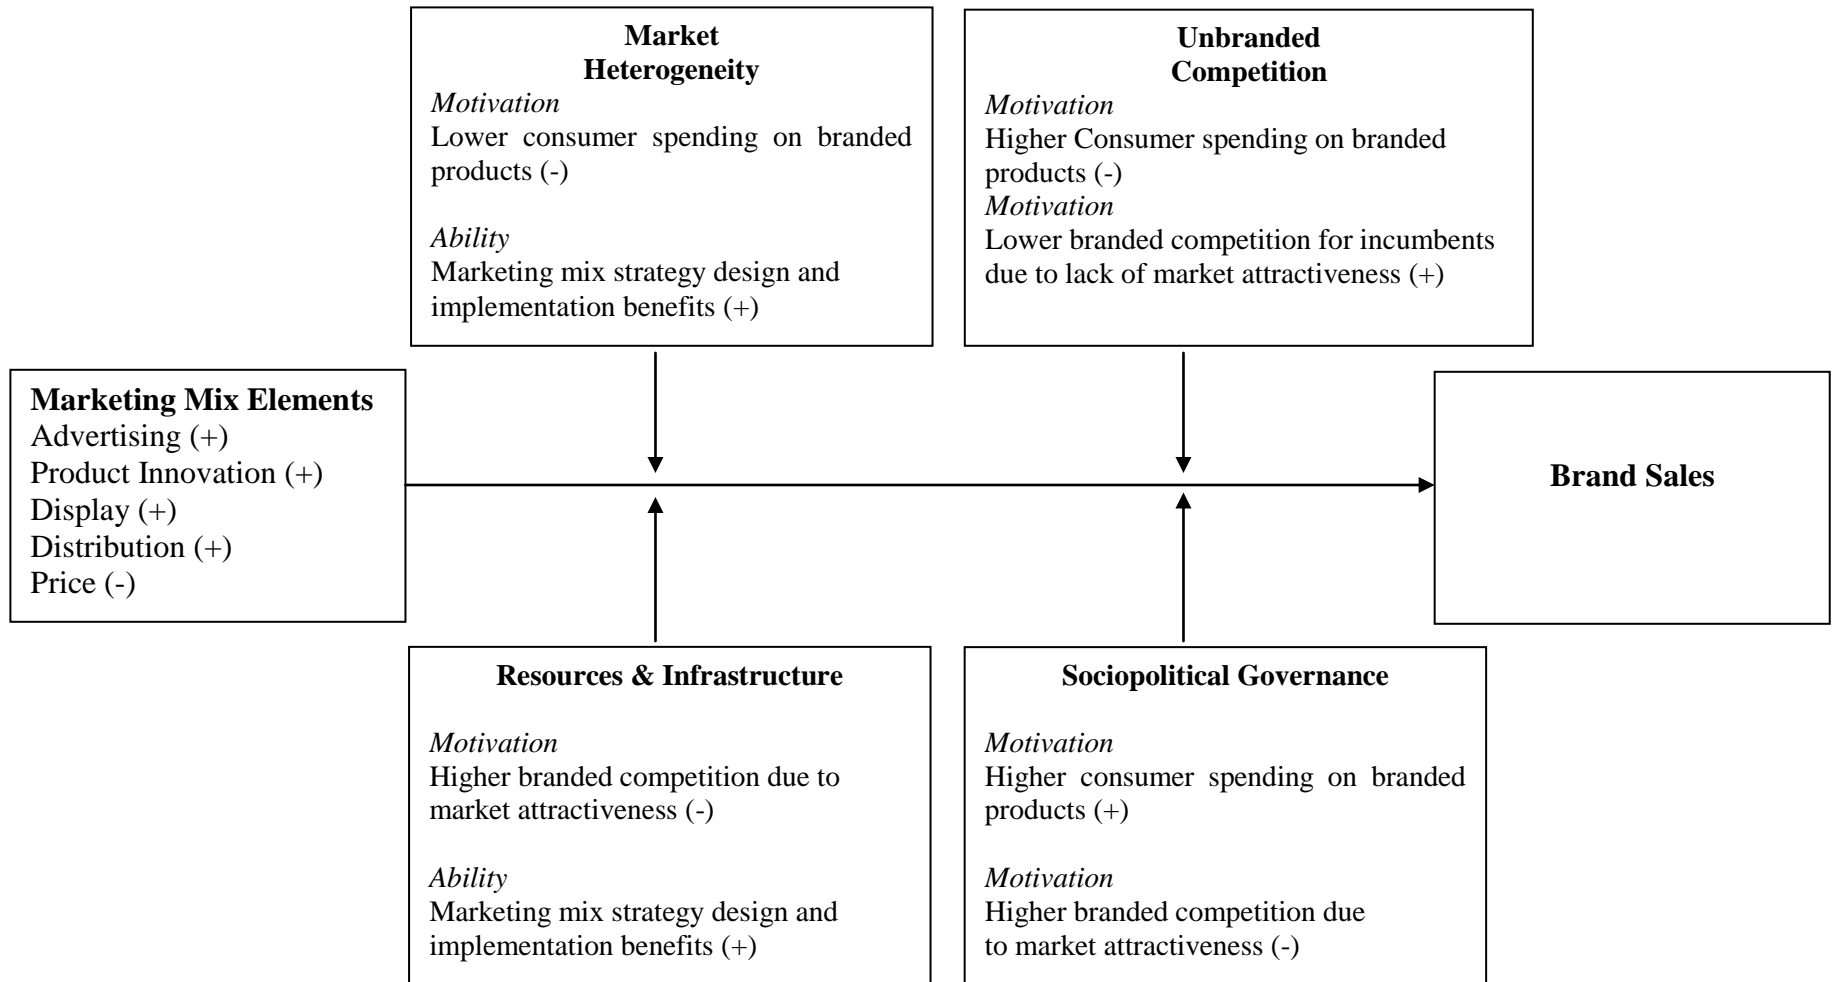 Market
Heterogeneity
Motivation
Lower consumer spending on branded
products (-)
Ability
Marketing mix strategy design and
implementation benefits (+)
Unbranded
Competition
Motivation
Higher Consumer spending on branded
products (-)
Motivation
Lower branded competition for incumbents
due to lack of market attractiveness (+)
Marketing Mix Elements
Advertising (+)
Product Innovation (+)
Display (+)
Distribution (+)
Price (-)
Brand Sales
Resources & Infrastructure
Motivation
Higher branded competition due to
market attractiveness (-)
Ability
Marketing mix strategy design and
implementation benefits (+)
Sociopolitical Governance
Motivation
Higher consumer spending on branded
products (+)
Motivation
Higher branded competition due
to market attractiveness (-)